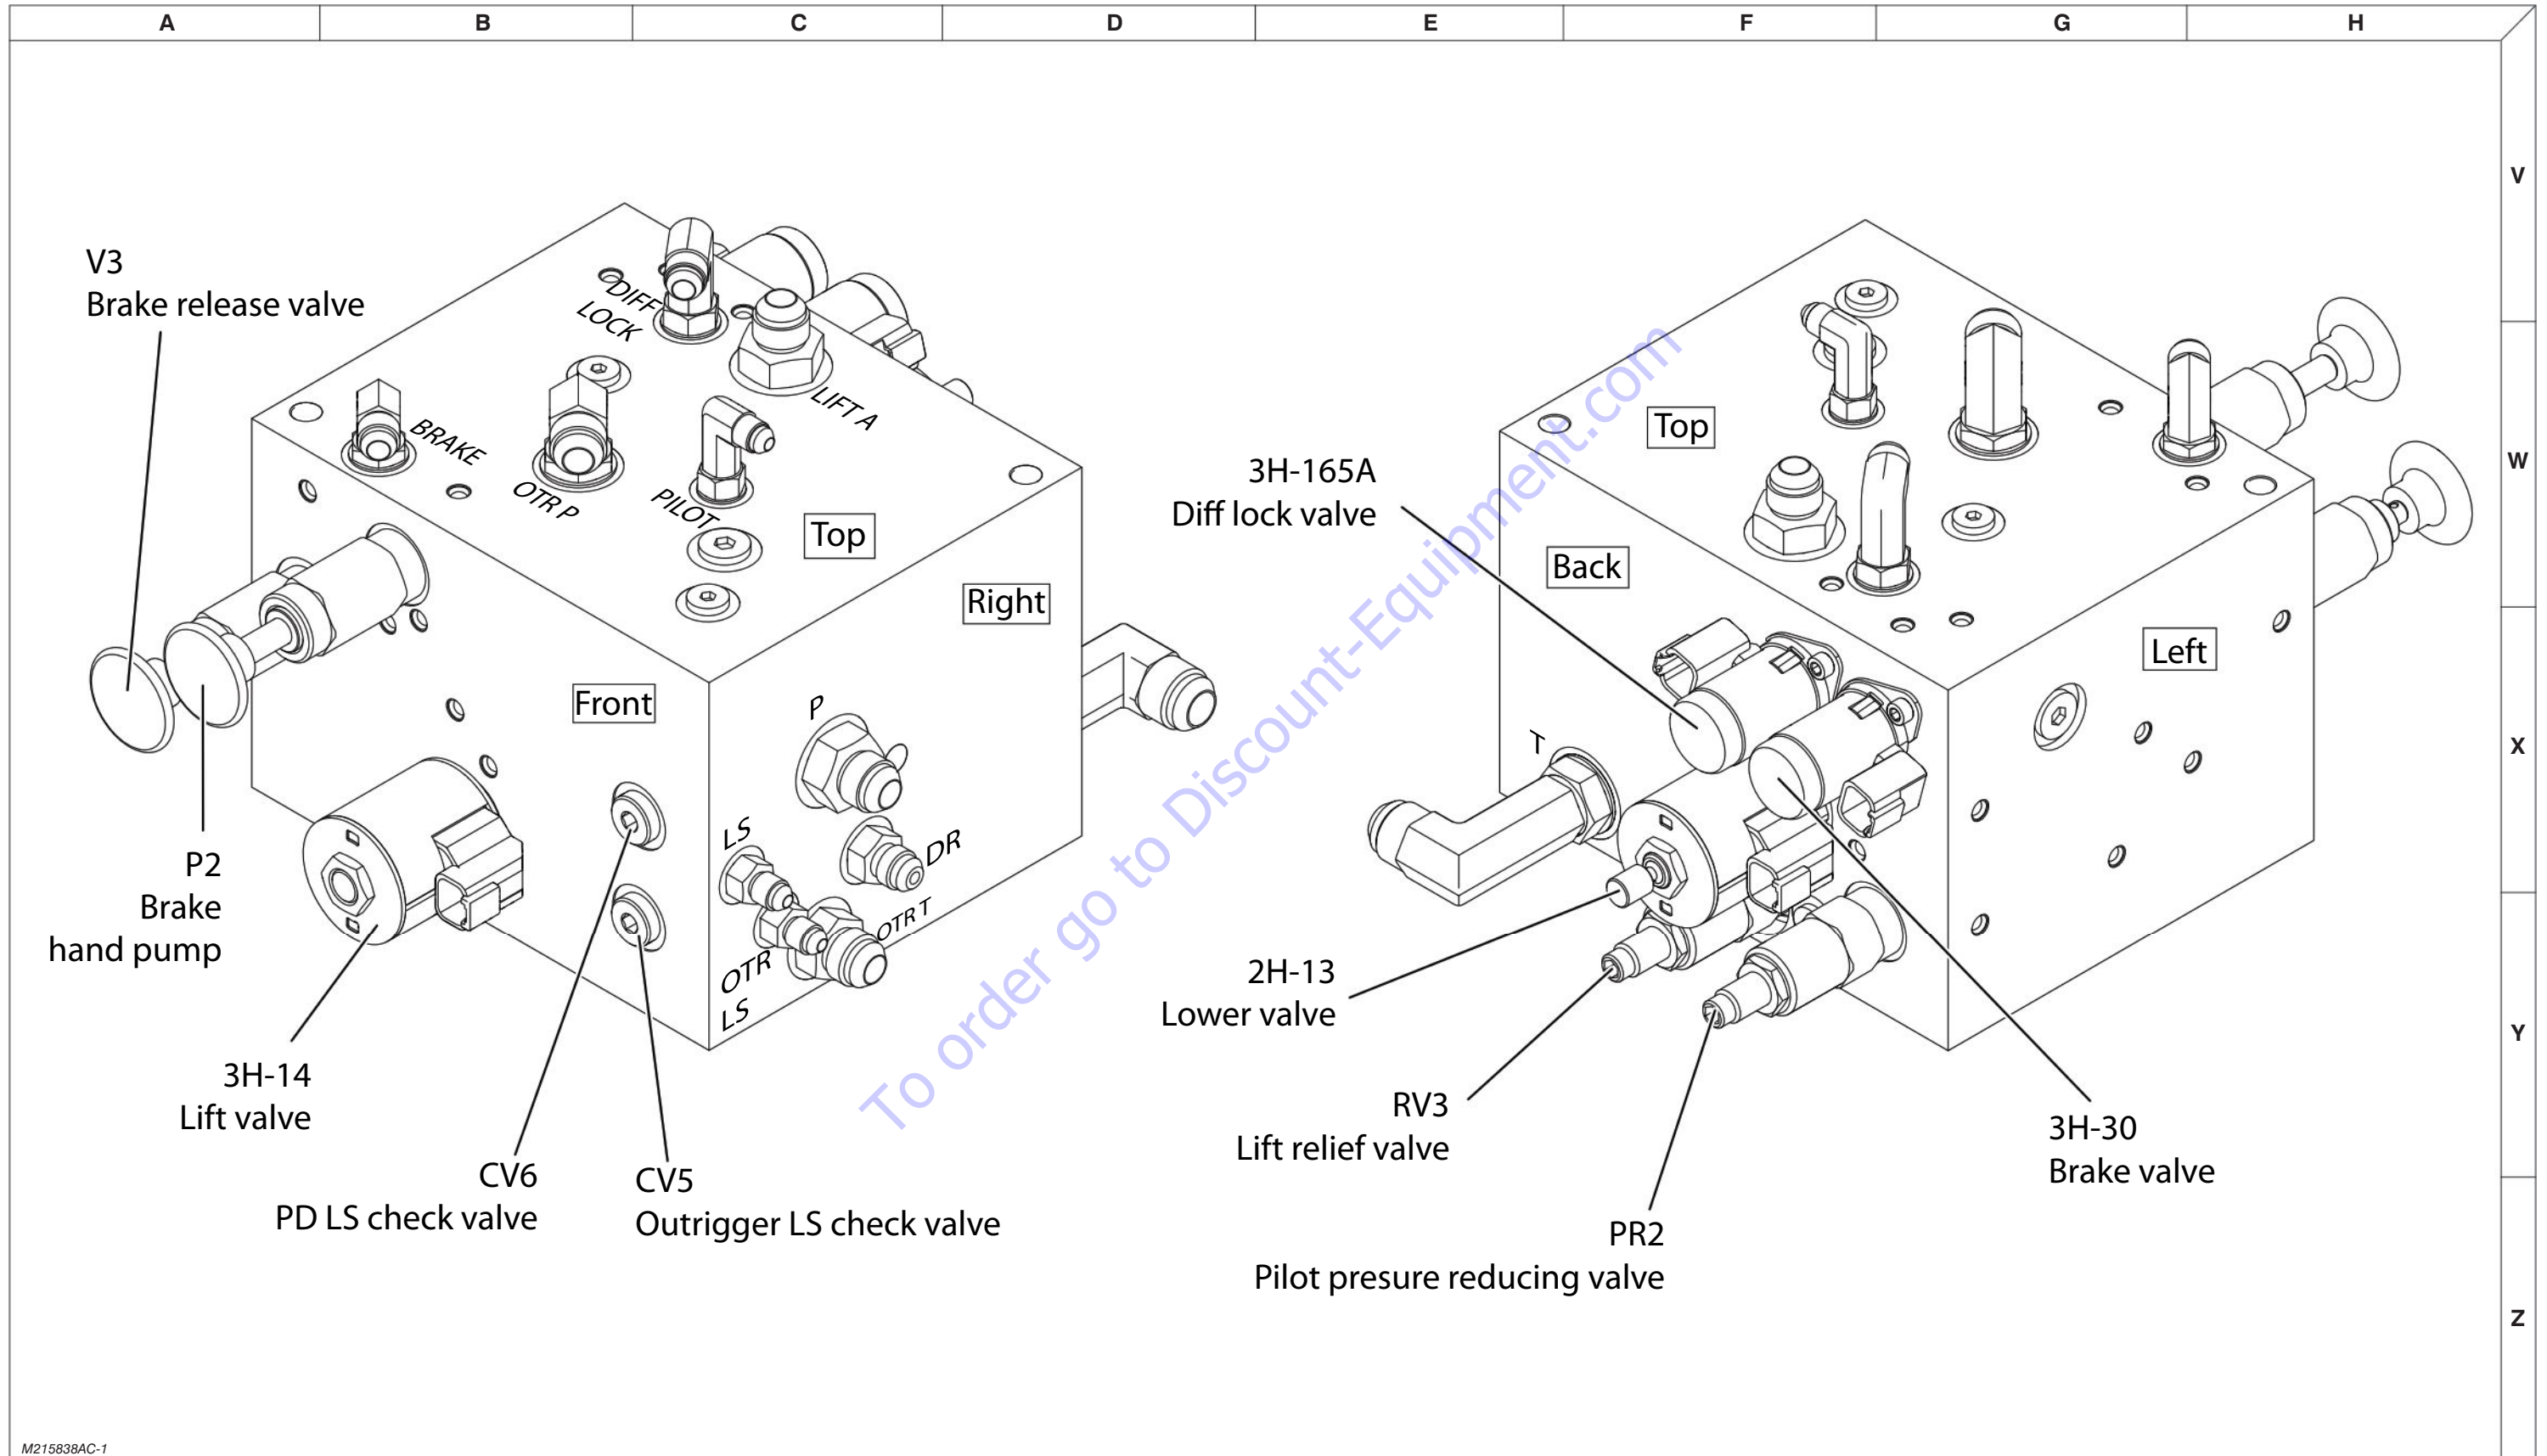 A B C D E F G H
V
W
X
Y
Z
V3
Brake release valve
DIFF
LOCK
LIFT A
BRAKE
OTR P
PILOT
Top
Right
Front
P
LS
DR
OTR T
OTR
LS
P2
Brake
hand pump
3H-14
Lift valve
CV6
PD LS check valve
CV5
Outrigger LS check valve
Top
Back
Left
T
3H-165A
Diff lock valve
2H-13
Lower valve
RV3
Lift relief valve
PR2
Pilot presure reducing valve
3H-30
Brake valve
To order go to Discount-Equipment.com
M215838AC-1